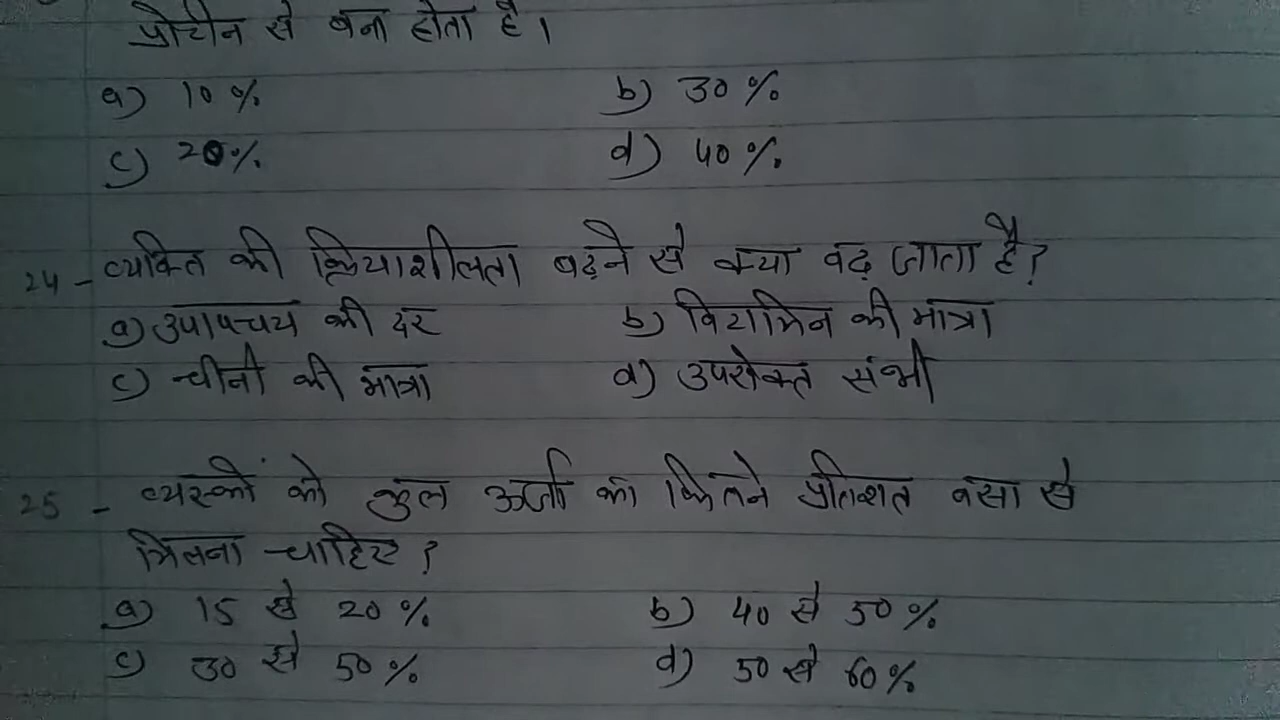 प्रोटीन से बना होता है।
a) 10% b) 30%
c) 20% d) 40%
24 - व्यक्ति की क्रियाशीलता बढ़ने से क्या बढ़ जाता है?
a) उपापचय की दर b) विटामिन की मात्रा
c) चीनी की मात्रा d) उपरोक्त संभी
25 - व्यस्कों को कुल ऊर्जा का कितने प्रतिशत वसा से
मिलना चाहिए?
a) 15 से 20% b) 40 से 50%
c) 30 से 50% d) 50 से 60%